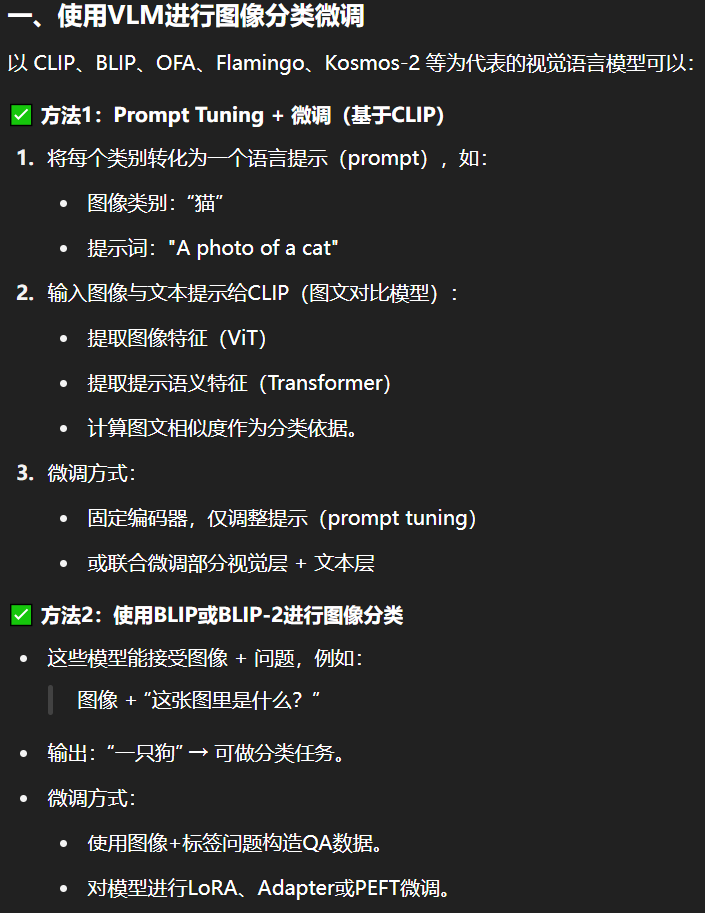 一、使用VLM进行图像分类微调
以 CLIP、BLIP、OFA、Flamingo、Kosmos-2 等为代表的视觉语言模型可以：
✅ 方法1：Prompt Tuning + 微调（基于CLIP）
1. 将每个类别转化为一个语言提示（prompt），如：
• 图像类别：“猫”
• 提示词："A photo of a cat"
2. 输入图像与文本提示给CLIP（图文对比模型）：
• 提取图像特征（ViT）
• 提取提示语义特征（Transformer）
• 计算图文相似度作为分类依据。
3. 微调方式：
• 固定编码器，仅调整提示（prompt tuning）
• 或联合微调部分视觉层 + 文本层
✅ 方法2：使用BLIP或BLIP-2进行图像分类
• 这些模型能接受图像 + 问题，例如：
图像 + “这张图里是什么？”
• 输出：“一只狗” → 可做分类任务。
• 微调方式：
• 使用图像+标签问题构造QA数据。
• 对模型进行LoRA、Adapter或PEFT微调。